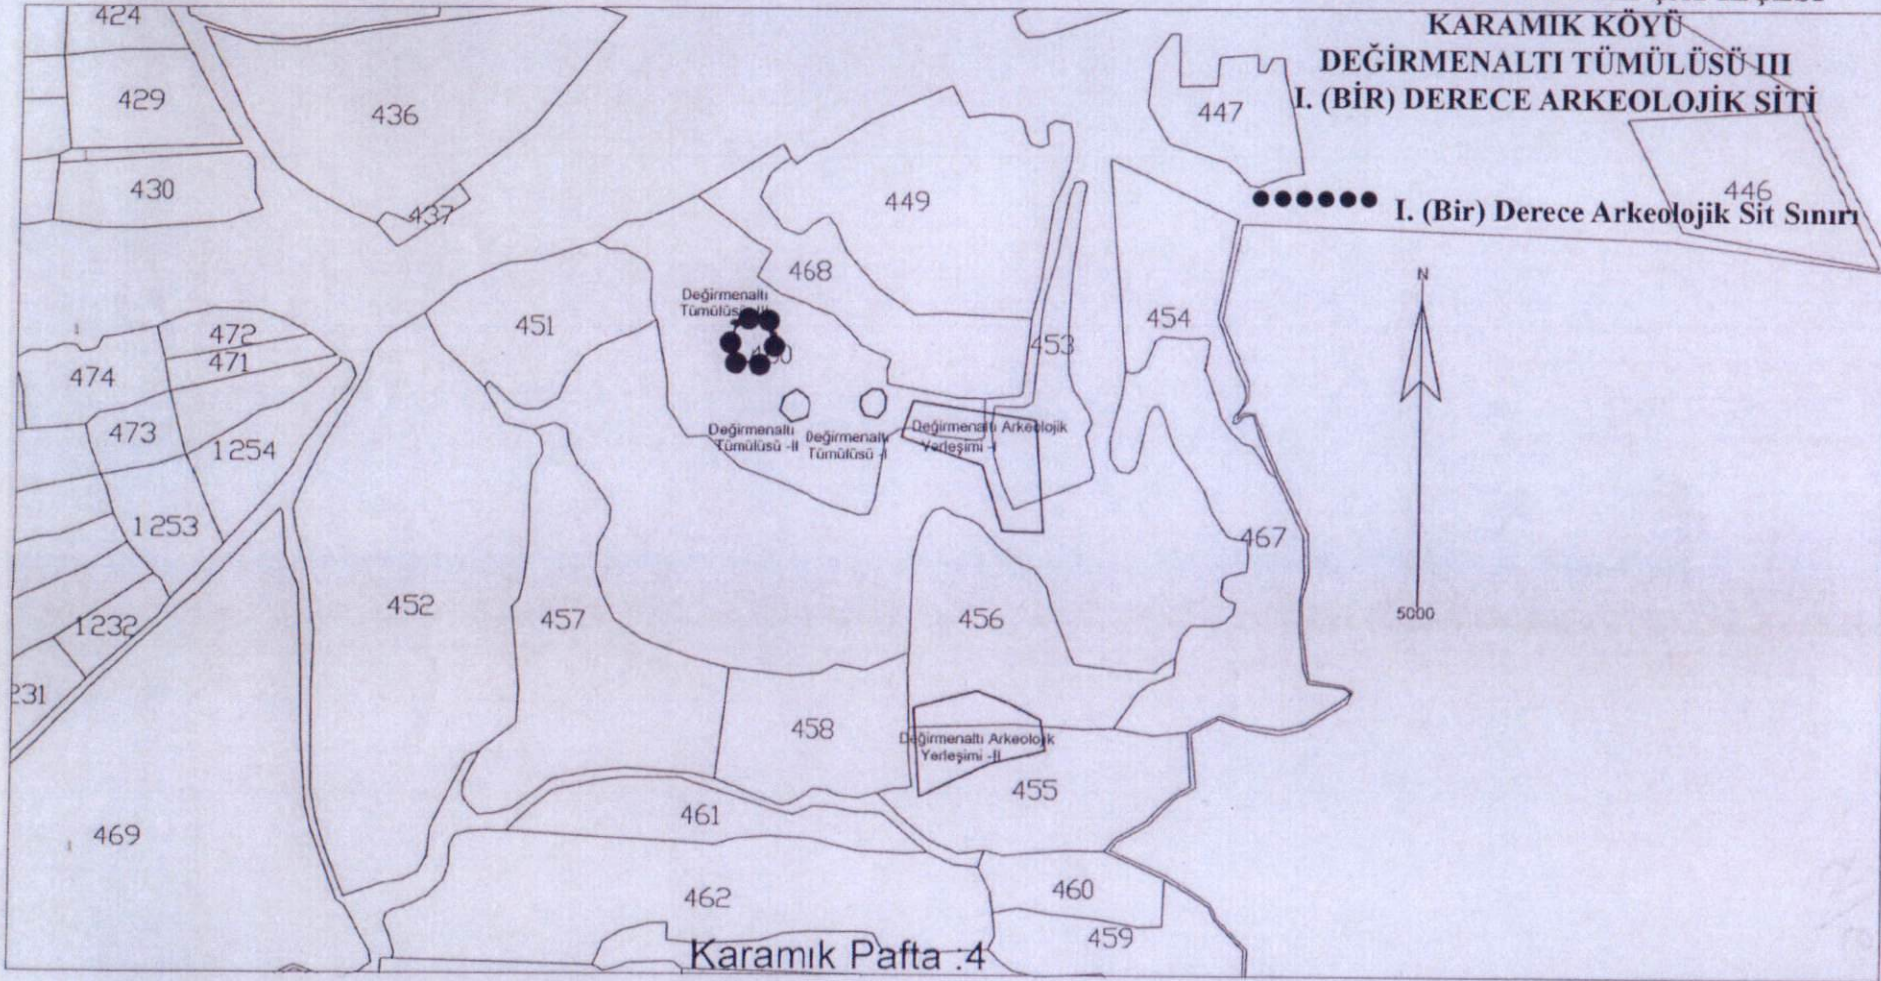 KARAMIK KÖYÜ
DEĞİRMENALTI TÜMÜLÜSÜ III
I. (BİR) DERECE ARKEOLOJİK SİTİ
I. (Bir) Derece Arkeolojik Sit Sınırı
424
429
430
436
437
447
446
449
468
451
453
454
Değirmenaltı
Tümülüsü -III
472
471
474
473
1254
1253
1232
N
5000
Değirmenaltı
Tümülüsü -II
Değirmenaltı
Tümülüsü -I
Değirmenaltı Arkeolojik
Yerleşimi -I
467
452
457
456
458
Değirmenaltı Arkeolojik
Yerleşimi -II
455
461
469
462
460
459
Karamık Pafta :4